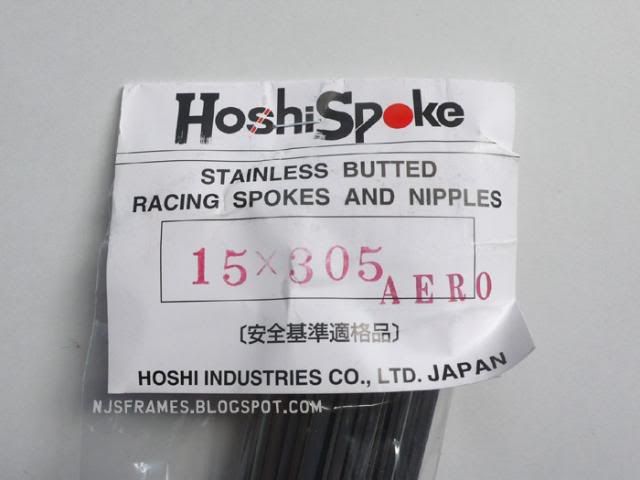 HoshiSpoke
STAINLESS BUTTED
RACING SPOKES AND NIPPLES
15×305
AERO
〔安全基準適格品〕
HOSHI INDUSTRIES CO., LTD. JAPAN
NJSFRAMES.BLOGSPOT.COM